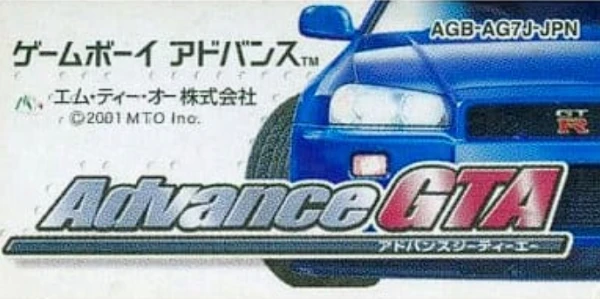 AGB-AG7J-JPN
ゲームボーイ アドバンス™
エム・ティー・オー株式会社
©2001 MTO Inc.
GT
R
Advance GTA
アドバンスジーティーエー